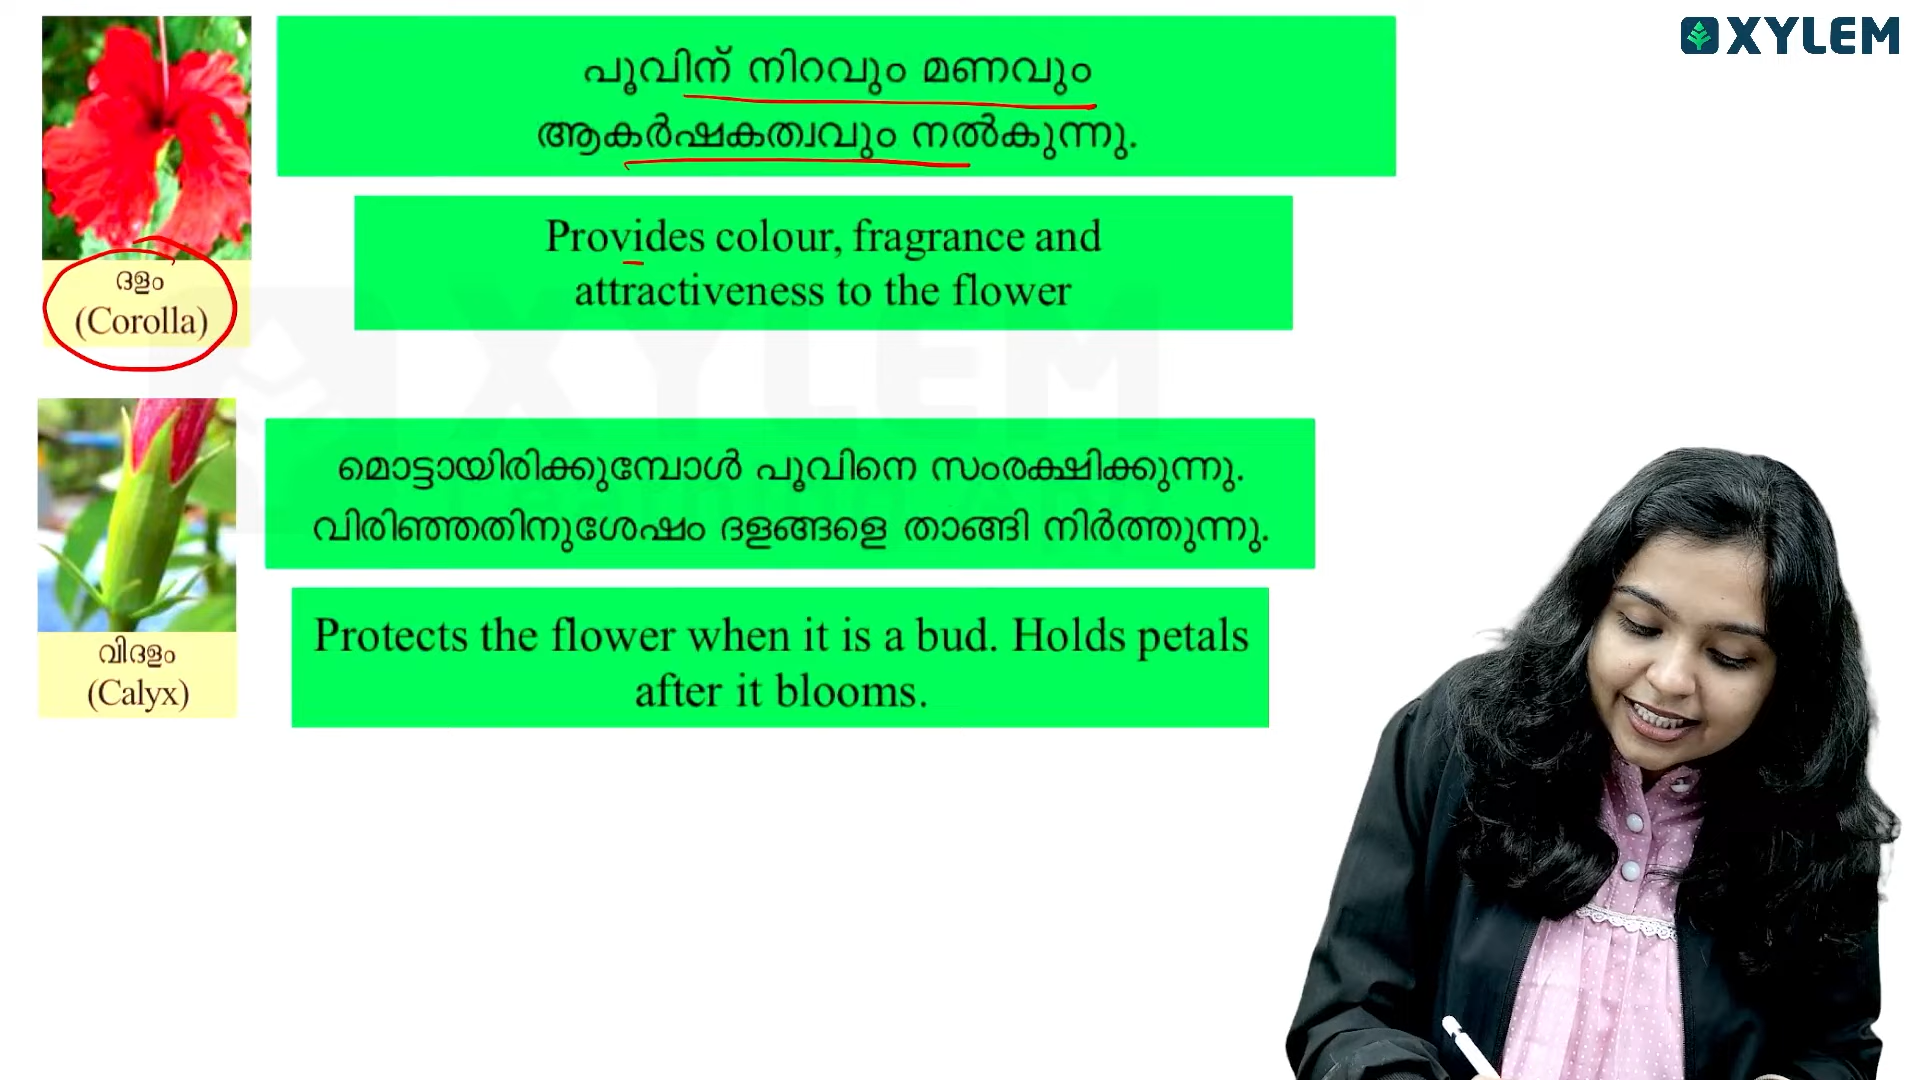 XYLEM
പൂവിന് നിറവും മണവും
ആകർഷകത്വവും നൽകുന്നു.
Provides colour, fragrance and
attractiveness to the flower
ദളം
(Corolla)
XYLEM
മൊട്ടായിരിക്കുമ്പോൾ പൂവിനെ സംരക്ഷിക്കുന്നു.
വിരിഞ്ഞതിനുശേഷം ദളങ്ങളെ താങ്ങി നിർത്തുന്നു.
Protects the flower when it is a bud. Holds petals
after it blooms.
വിദളം
(Calyx)